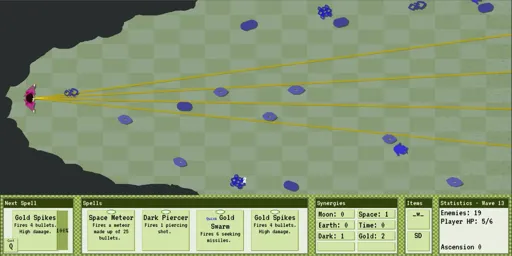 Next Spell
Gold Spikes
Fires 4 bullets.
High damage.
100%
Q
Spells
Space Meteor
Fires a meteor
made up of 25
bullets.
Dark Piercer
Fires 1 piercing
shot.
Gold
Swarm
Fires 6 seeking
missiles.
Gold Spikes
Fires 4 bullets.
High damage.
Synergies
Moon: 0
Space: 1
Earth: 0
Time: 0
Dark: 1
Gold: 2
Items
_w_
SD
Statistics - Wave 13
Enemies: 19
Player HP: 5/6
Ascension 0